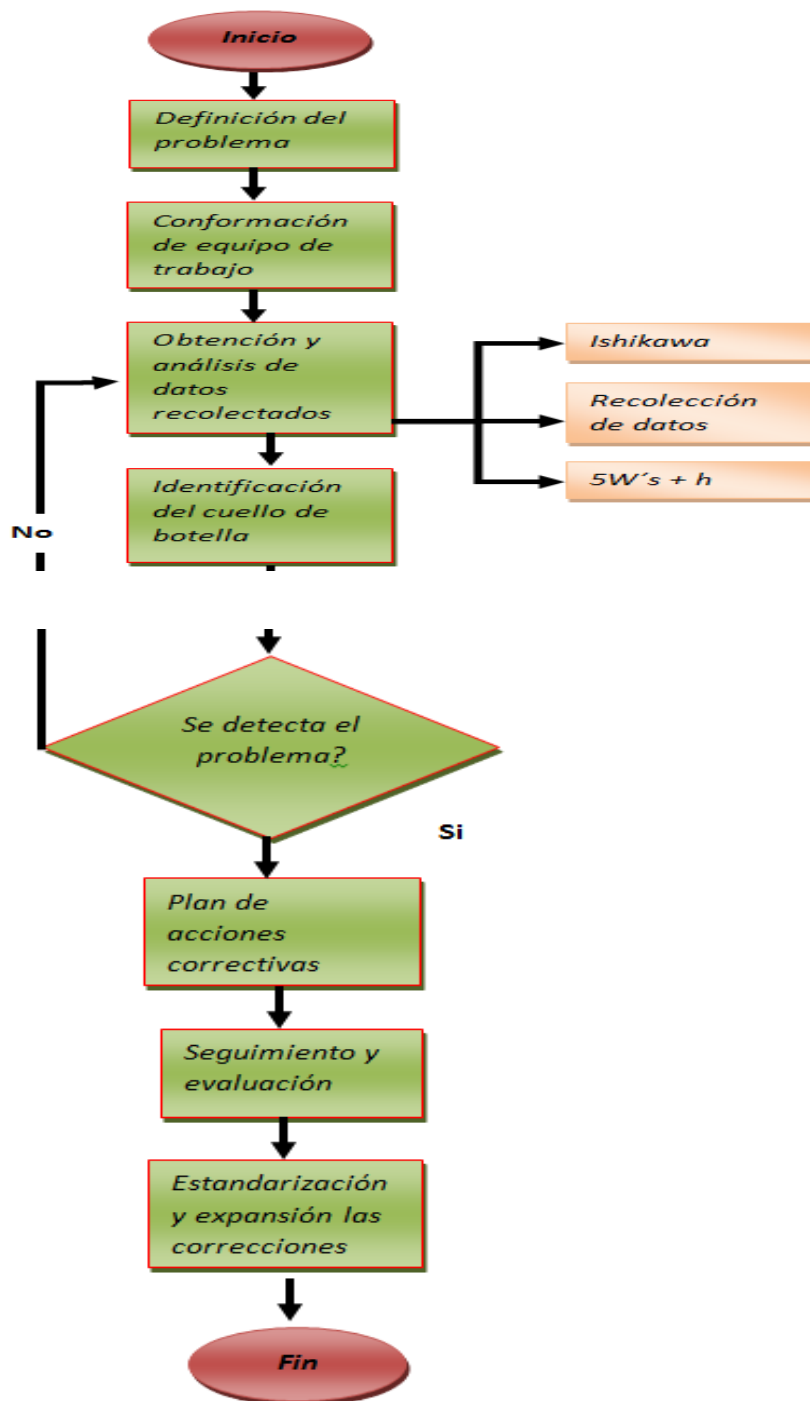 Inicio
Definición del
problema
Conformación
de equipo de
trabajo
Obtención y
análisis de
datos
recolectados
Ishikawa
Recolección
de datos
5W´s + h
Identificación
del cuello de
botella
No
Se detecta el
problema?
Si
Plan de
acciones
correctivas
Seguimiento y
evaluación
Estandarización
y expansión las
correcciones
Fin